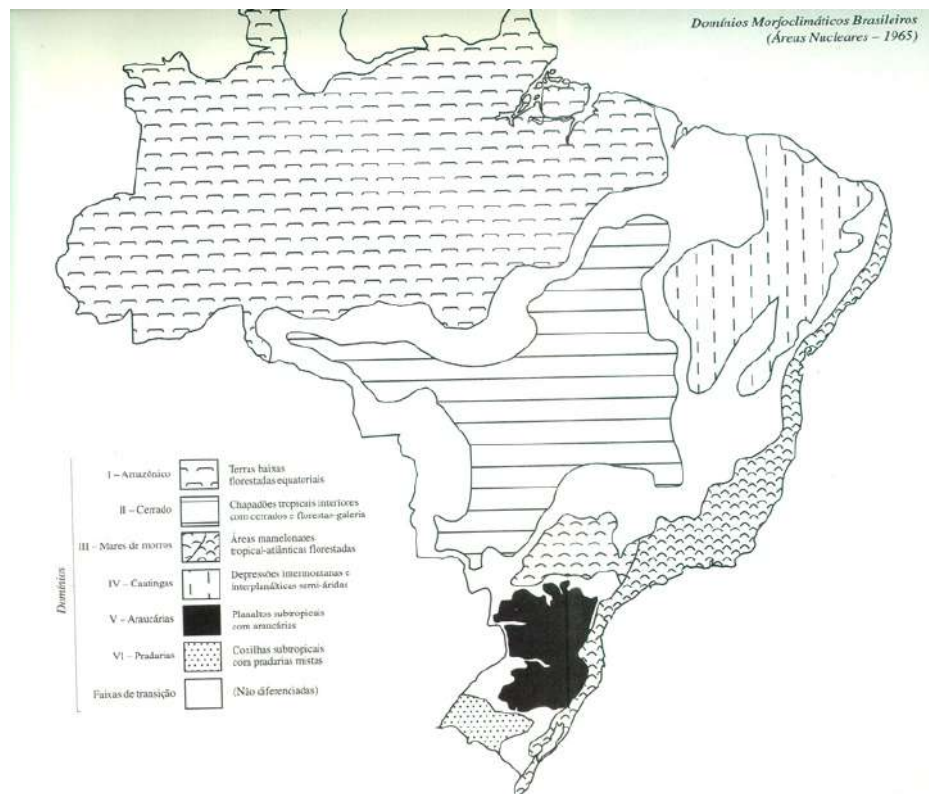 Domínios Morfoclimáticos Brasileiros
(Áreas Nucleares – 1965)
Domínios
I – Amazônico
Terras baixas
florestadas equatoriais
II – Cerrado
Chapadões tropicais interiores
com cerrados e florestas-galeria
III – Mares de morros
Áreas mamelonares
tropical-atlânticas florestadas
IV – Caatingas
Depressões intermontanas e
interplanálticas semi-áridas
V – Araucárias
Planaltos subtropicais
com araucárias
VI – Pradarias
Coxilhas subtropicais
com pradarias mistas
Faixas de transição
(Não diferenciadas)